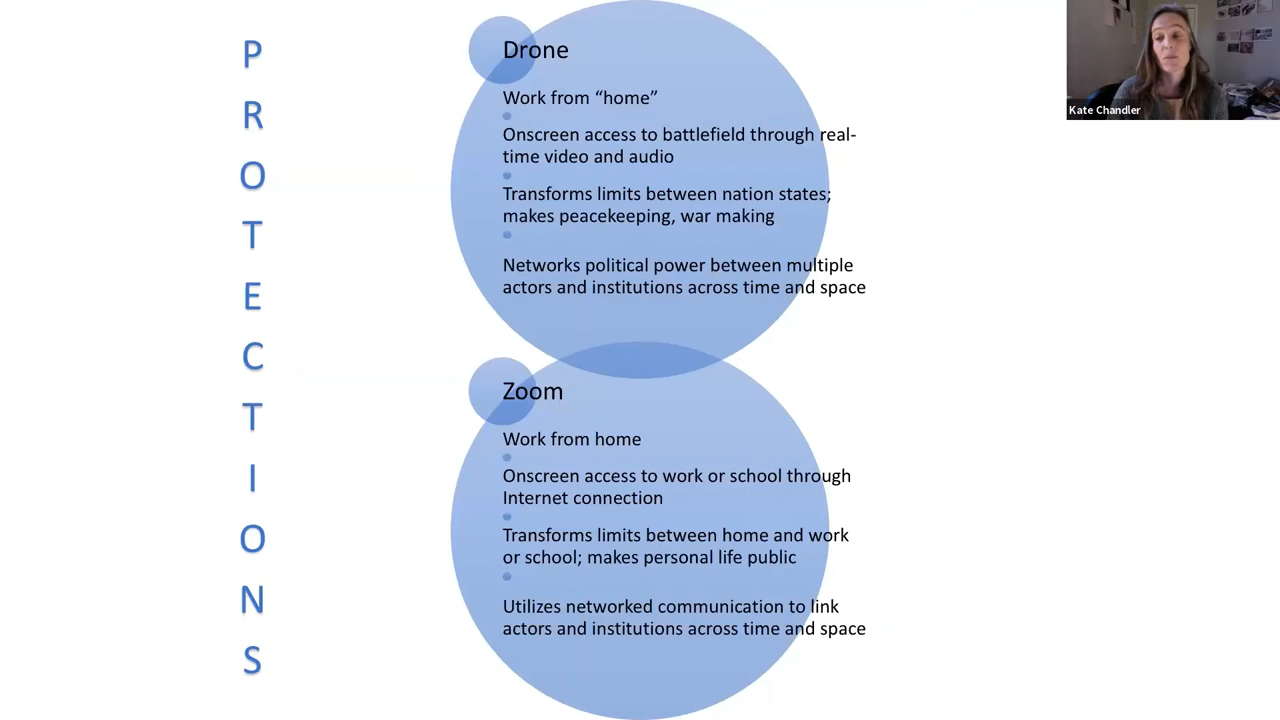 P
R
O
T
E
C
T
I
O
N
S
Drone
Work from “home”
Onscreen access to battlefield through real-
time video and audio
Transforms limits between nation states;
makes peacekeeping, war making
Networks political power between multiple
actors and institutions across time and space
Zoom
Work from home
Onscreen access to work or school through
Internet connection
Transforms limits between home and work
or school; makes personal life public
Utilizes networked communication to link
actors and institutions across time and space
Kate Chandler